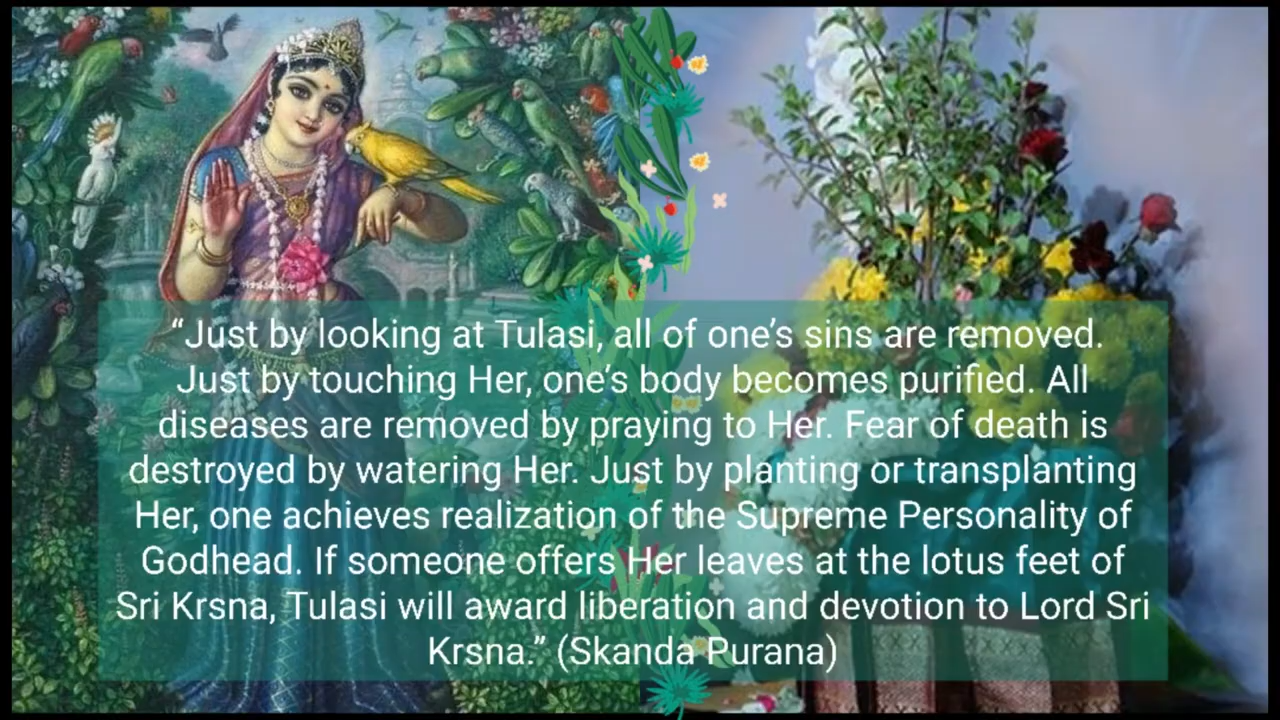 “Just by looking at Tulasi, all of one’s sins are removed.
Just by touching Her, one’s body becomes purified. All
diseases are removed by praying to Her. Fear of death is
destroyed by watering Her. Just by planting or transplanting
Her, one achieves realization of the Supreme Personality of
Godhead. If someone offers Her leaves at the lotus feet of
Sri Krsna, Tulasi will award liberation and devotion to Lord Sri
Krsna.” (Skanda Purana)